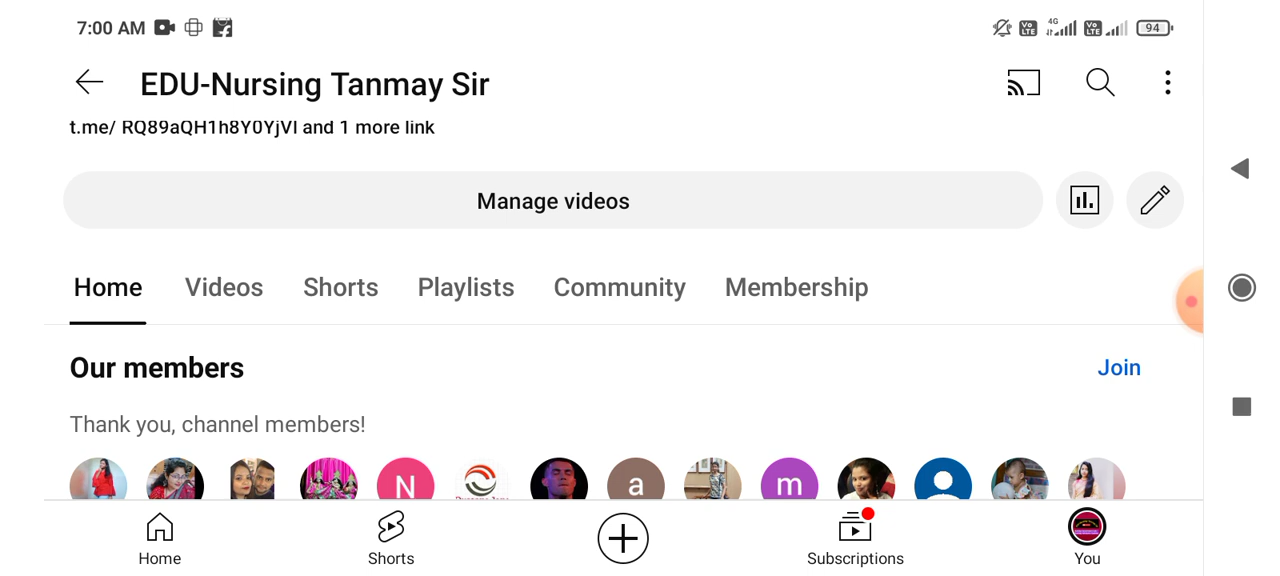 7:00 AM
4G
94
EDU-Nursing Tanmay Sir
t.me/ RQ89aQH1h8Y0YjVl and 1 more link
Manage videos
Home Videos Shorts Playlists Community Membership
Our members Join
Thank you, channel members!
N a m
Home Shorts Subscriptions You